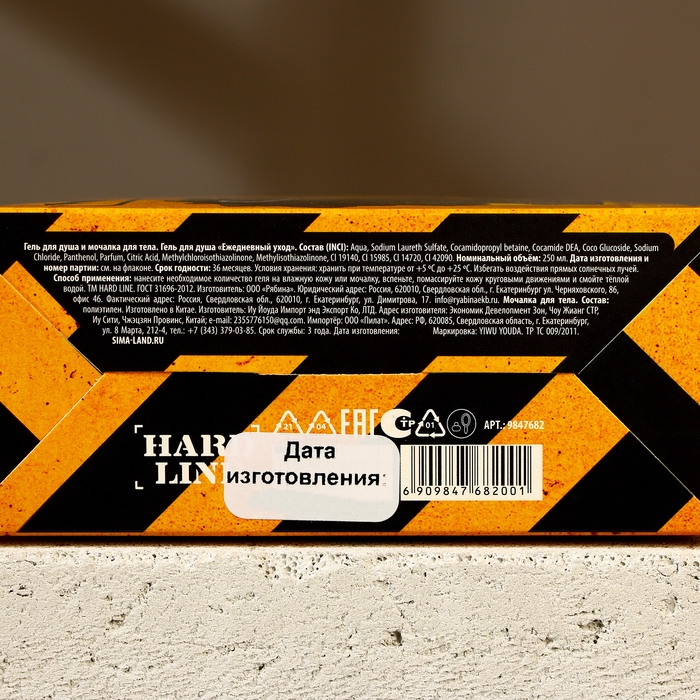 Гель для душа и мочалка для тела. Гель для душа «Ежедневный уход». Состав (INCI): Aqua, Sodium Laureth Sulfate, Cocamidopropyl betaine, Cocamide DEA, Coco Glucoside, Sodium
Chloride, Panthenol, Parfum, Citric Acid, Methylchloroisothiazolinone, Methylisothiazolinone, CI 19140, CI 15985, CI 14720, CI 42090. Номинальный объём: 250 мл. Дата изготовления и
номер партии: см. на флаконе. Срок годности: 36 месяцев. Условия хранения: хранить при температуре от +5 °С до +25 °С. Избегать воздействия прямых солнечных лучей.
Способ применения: нанесите необходимое количество геля на влажную кожу или мочалку, вспеньте, помассируйте кожу круговыми движениями и смойте тёплой
водой. ТМ HARD LINE. ГОСТ 31696-2012. Изготовитель: ООО «Рябина». Юридический адрес: Россия, 620010, Свердловская обл., г. Екатеринбург ул. Черняховского, 86,
офис 46. Фактический адрес: Россия, Свердловская обл., 620010, г. Екатеринбург, ул. Димитрова, 17. info@ryabinaekb.ru. Мочалка для тела. Состав:
полиэтилен. Изготовлено в Китае. Изготовитель: Иу Йоуда Импорт энд Экспорт Ко, ЛТД. Адрес изготовителя: Экономик Девелопмент Зон, Чоу Жианг СТР,
Иу Сити, Чжэцзян Провинс, Китай; e-mail: 2355776150@qq.com. Импортёр: ООО «Пилат». Адрес: РФ, 620085, Свердловская область, г. Екатеринбург,
ул. 8 Марта, 212-4, тел.: +7 (343) 379-03-85. Срок службы: 3 года. Дата изготовления: Маркировка: YIWU YOUDA. ТР ТС 009/2011.
SIMA-LAND.RU
21 04 EAC СТР 01 АРТ.: 9847682
HARD
LINE
Дата
изготовления:
6 909847 682001